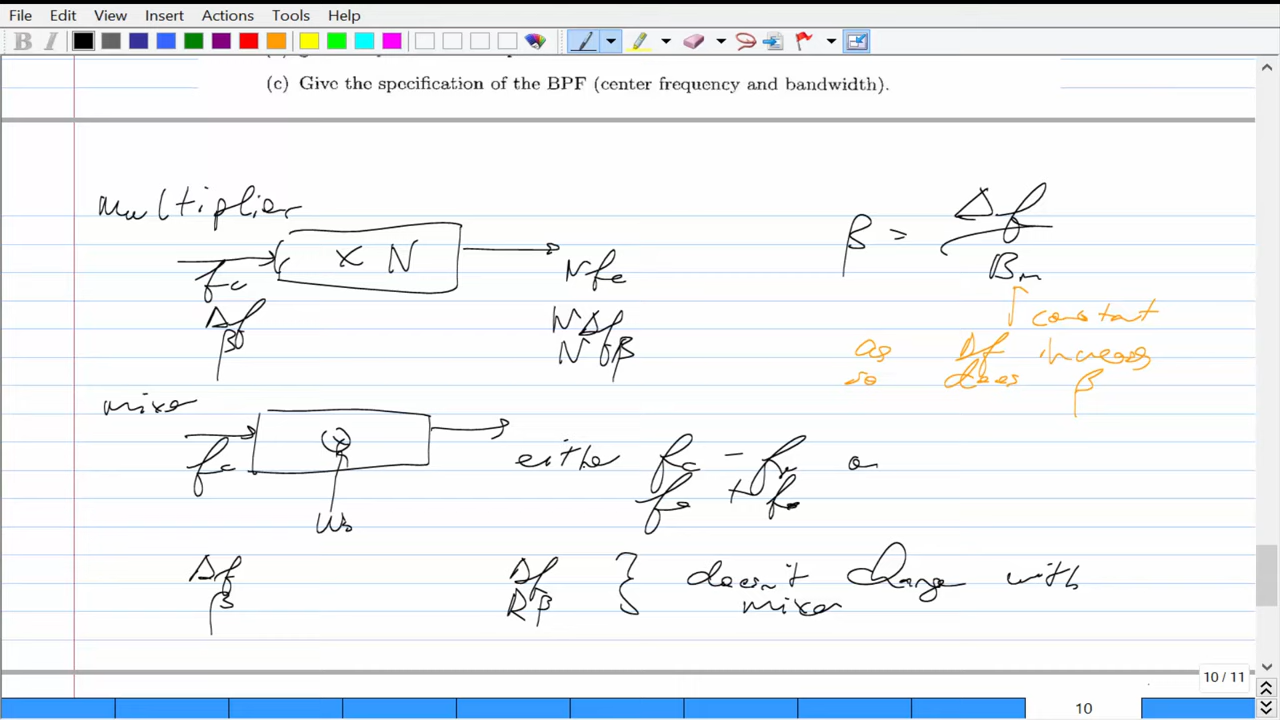 File Edit View Insert Actions Tools Help
B I
(c) Give the specification of the BPF (center frequency and bandwidth).
Multiplier
× N
fc
Nfc
Δf
NΔf
β
Nβ
β = Δf / Bm
constant
as Δf increases
so does β
mixer
×
fc
either fc - fo or
fc + fo
ωo
Δf
Δf
β
β
} doesn't change with
mixer
10 / 11
10